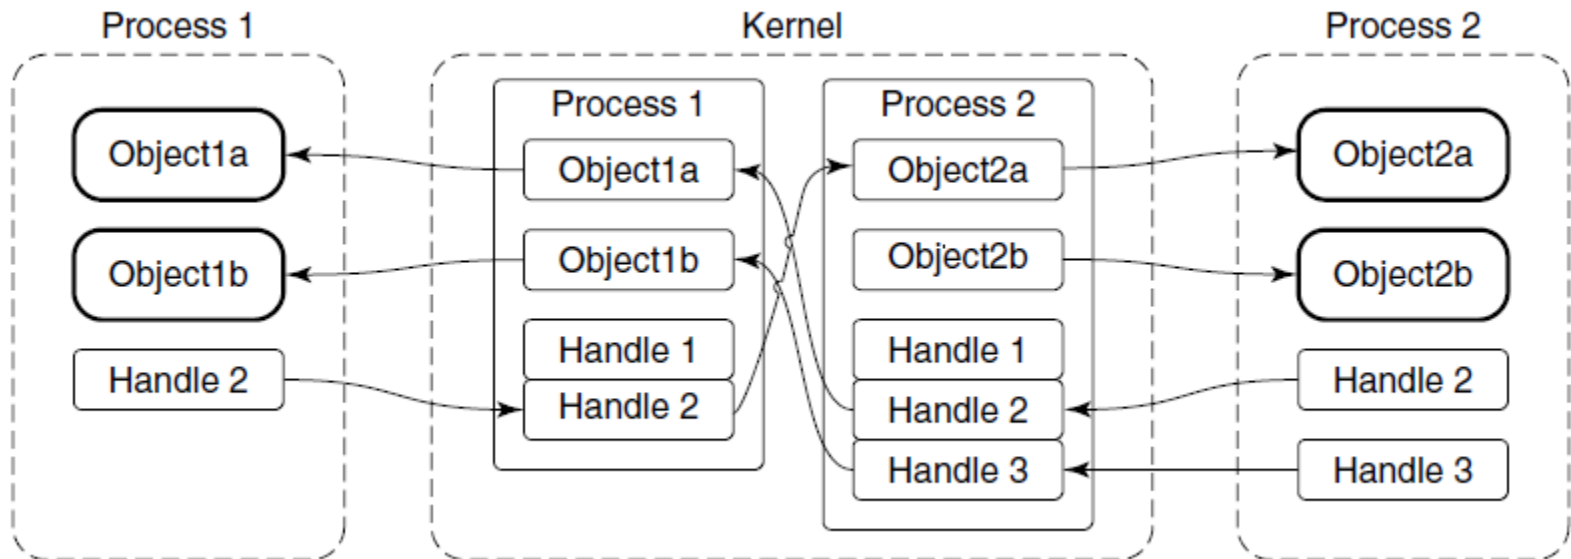 Process 1
Kernel
Process 2
Object1a
Object1b
Handle 2
Process 1
Object1a
Object1b
Handle 1
Handle 2
Process 2
Object2a
Object2b
Handle 1
Handle 2
Handle 3
Object2a
Object2b
Handle 2
Handle 3